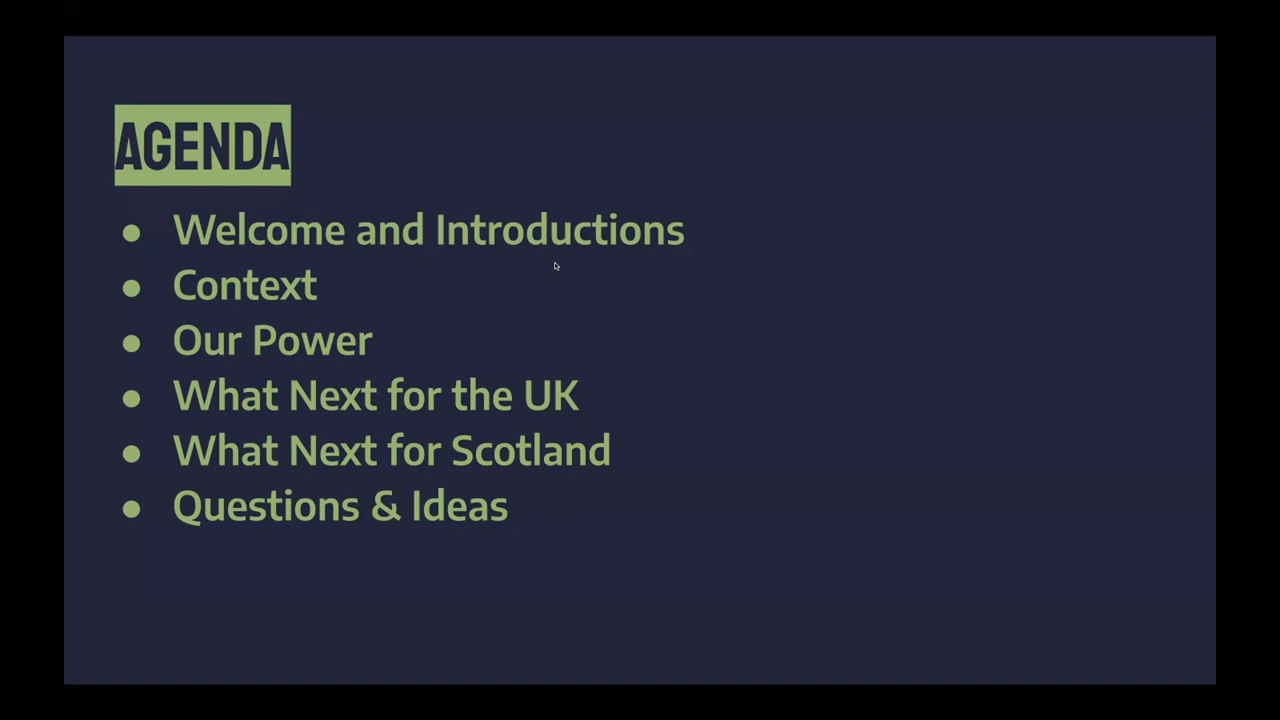 AGENDA
● Welcome and Introductions
● Context
● Our Power
● What Next for the UK
● What Next for Scotland
● Questions & Ideas